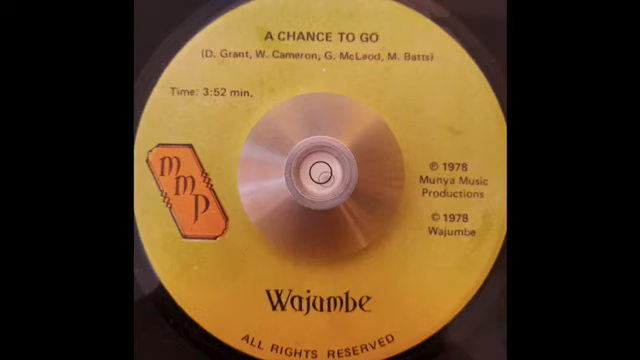 A CHANCE TO GO
(D. Grant, W. Cameron, G. McLeod, M. Batts)
Time: 3:52 min.
mmp
℗ 1978
Munya Music
Productions
© 1978
Wajumbe
Wajumbe
ALL RIGHTS RESERVED